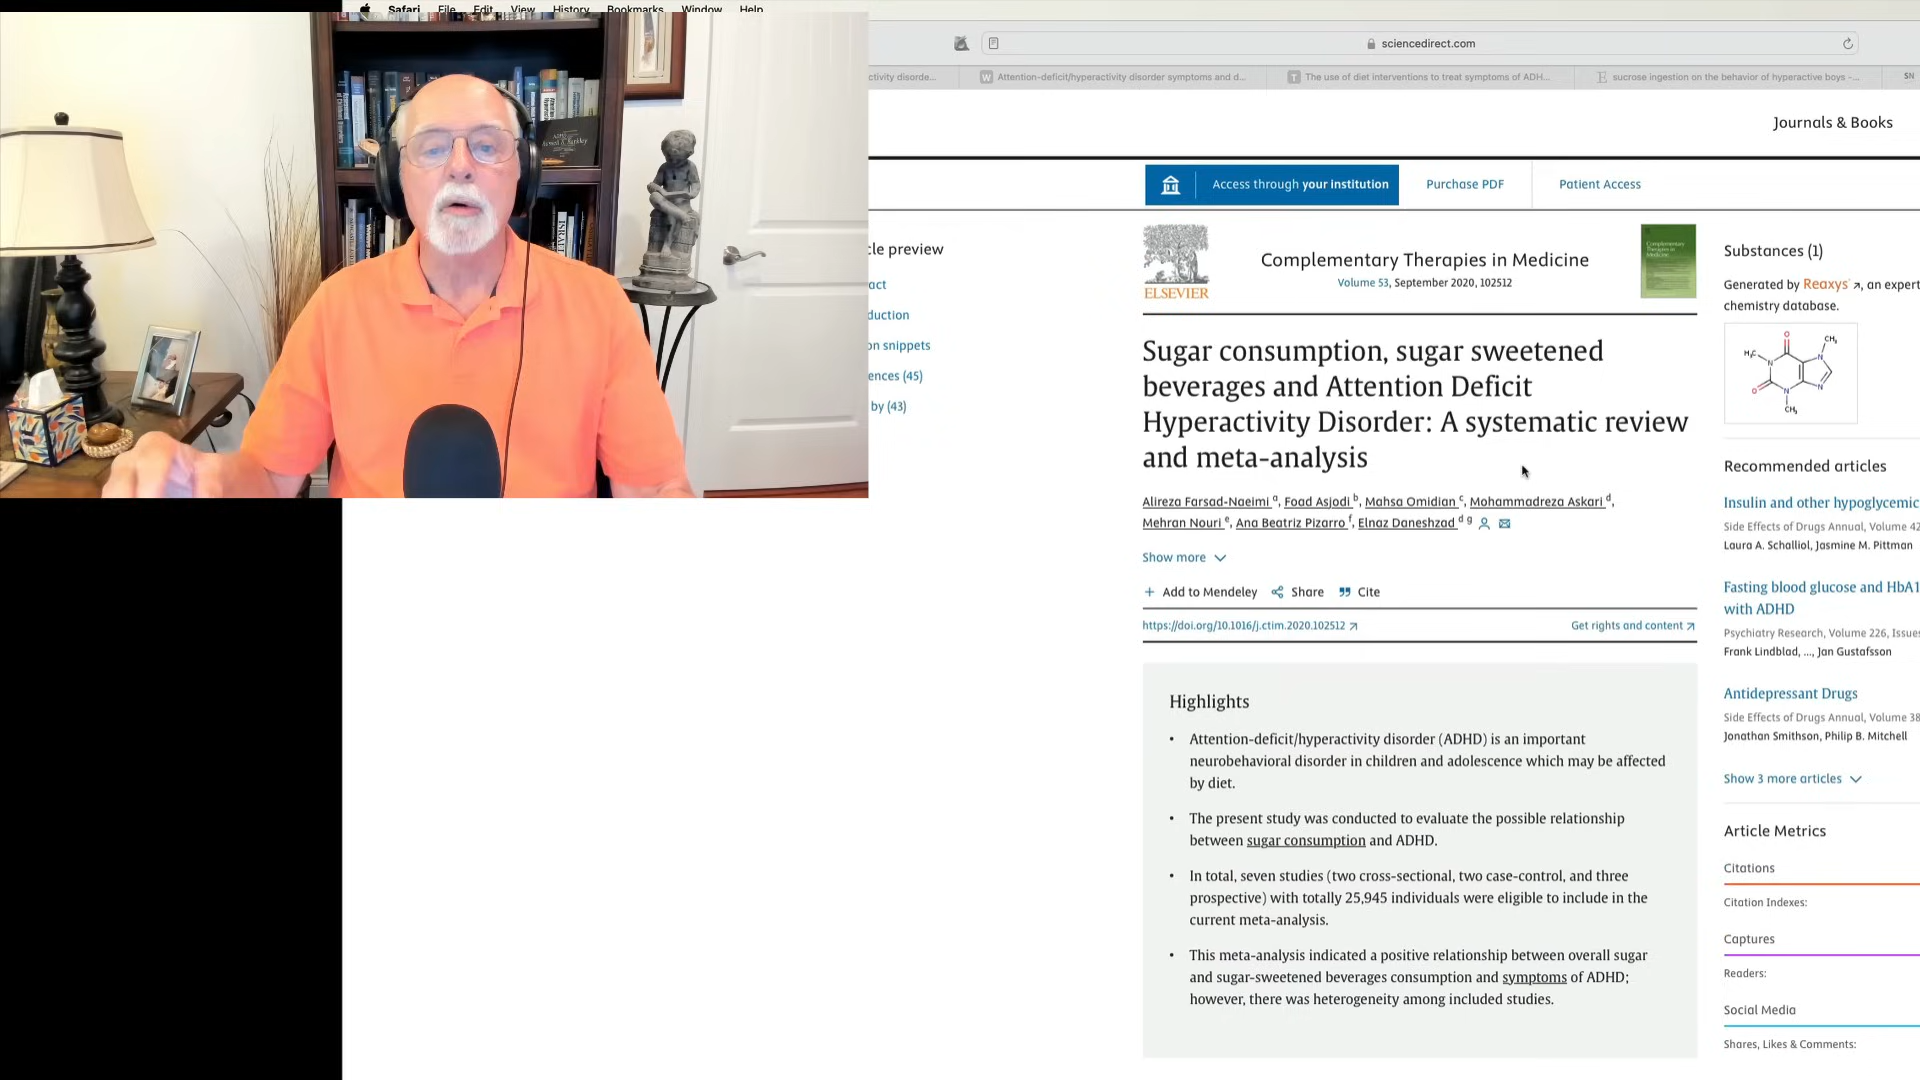 Safari File Edit View History Bookmarks Window Help
sciencedirect.com
ctivity disorde...
Attention-deficit/hyperactivity disorder symptoms and d...
The use of diet interventions to treat symptoms of ADH...
sucrose ingestion on the behavior of hyperactive boys -...
SN
Journals & Books
Access through your institution
Purchase PDF
Patient Access
cle preview
act
duction
on snippets
ences (45)
by (43)
ELSEVIER
Complementary Therapies in Medicine
Volume 53, September 2020, 102512
Sugar consumption, sugar sweetened
beverages and Attention Deficit
Hyperactivity Disorder: A systematic review
and meta-analysis
Alireza Farsad-Naeimi a, Foad Asjodi b, Mahsa Omidian c, Mohammadreza Askari d,
Mehran Nouri e, Ana Beatriz Pizarro f, Elnaz Daneshzad d g
Show more
Add to Mendeley Share Cite
https://doi.org/10.1016/j.ctim.2020.102512
Get rights and content
Highlights
• Attention-deficit/hyperactivity disorder (ADHD) is an important
neurobehavioral disorder in children and adolescence which may be affected
by diet.
• The present study was conducted to evaluate the possible relationship
between sugar consumption and ADHD.
• In total, seven studies (two cross-sectional, two case-control, and three
prospective) with totally 25,945 individuals were eligible to include in the
current meta-analysis.
• This meta-analysis indicated a positive relationship between overall sugar
and sugar-sweetened beverages consumption and symptoms of ADHD;
however, there was heterogeneity among included studies.
Substances (1)
Generated by Reaxys, an expert
chemistry database.
O
CH₃
H₃C
N
N
O
N
N
CH₃
Recommended articles
Insulin and other hypoglycemic
Side Effects of Drugs Annual, Volume 42
Laura A. Schalliol, Jasmine M. Pittman
Fasting blood glucose and HbA1
with ADHD
Psychiatry Research, Volume 226, Issues
Frank Lindblad, ..., Jan Gustafsson
Antidepressant Drugs
Side Effects of Drugs Annual, Volume 38
Jonathan Smithson, Philip B. Mitchell
Show 3 more articles
Article Metrics
Citations
Citation Indexes:
Captures
Readers:
Social Media
Shares, Likes & Comments: